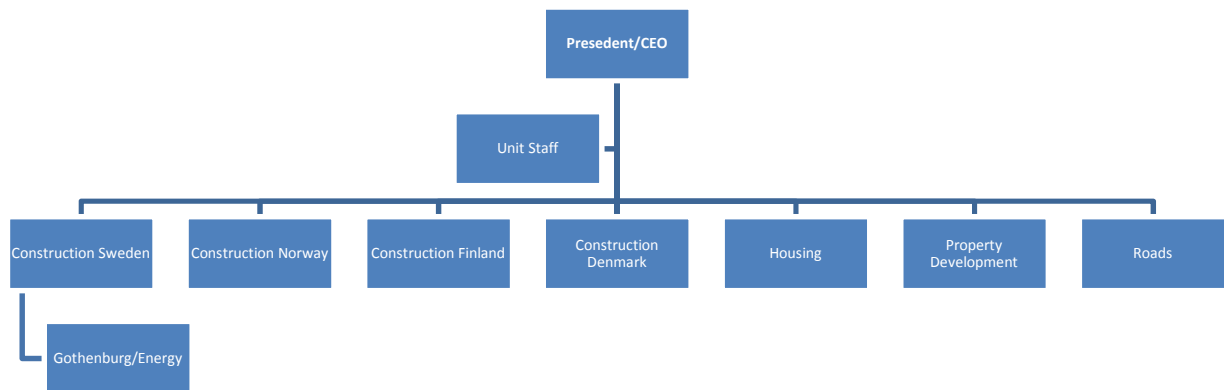 Presedent/CEO
Unit Staff
Construction Sweden
Construction Norway
Construction Finland
Construction
Denmark
Housing
Property
Development
Roads
Gothenburg/Energy